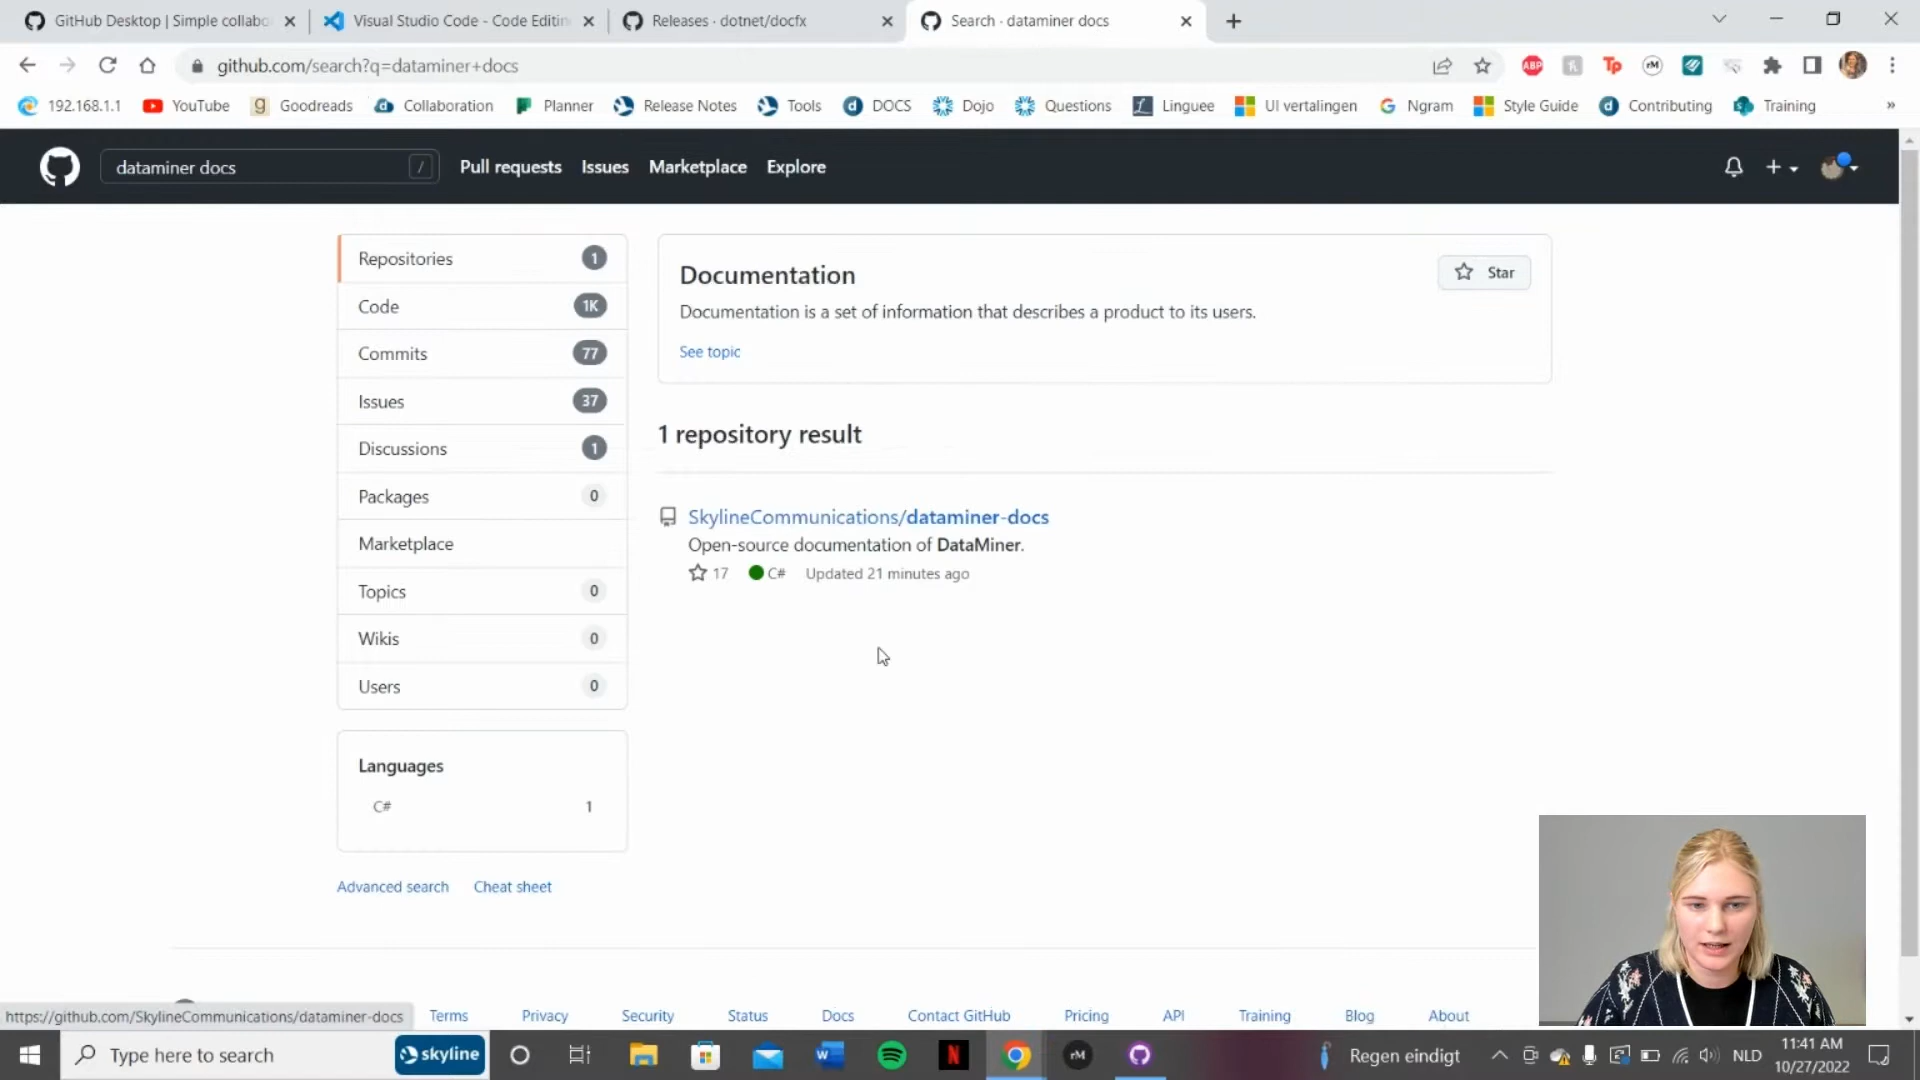 GitHub Desktop | Simple collabo
Visual Studio Code - Code Editin
Releases · dotnet/docfx
Search · dataminer docs
github.com/search?q=dataminer+docs
ABP
Tp
rM
192.168.1.1
YouTube
Goodreads
Collaboration
Planner
Release Notes
Tools
DOCS
Dojo
Questions
Linguee
UI vertalingen
Ngram
Style Guide
Contributing
Training
»
dataminer docs
/
Pull requests
Issues
Marketplace
Explore
Repositories 1
Code 1K
Commits 77
Issues 37
Discussions 1
Packages 0
Marketplace
Topics 0
Wikis 0
Users 0
Languages
C# 1
Advanced search
Cheat sheet
Documentation
Star
Documentation is a set of information that describes a product to its users.
See topic
1 repository result
SkylineCommunications/dataminer-docs
Open-source documentation of DataMiner.
17 C# Updated 21 minutes ago
https://github.com/SkylineCommunications/dataminer-docs
Terms
Privacy
Security
Status
Docs
Contact GitHub
Pricing
API
Training
Blog
About
Type here to search
skyline
rM
Regen eindigt
NLD
11:41 AM
10/27/2022